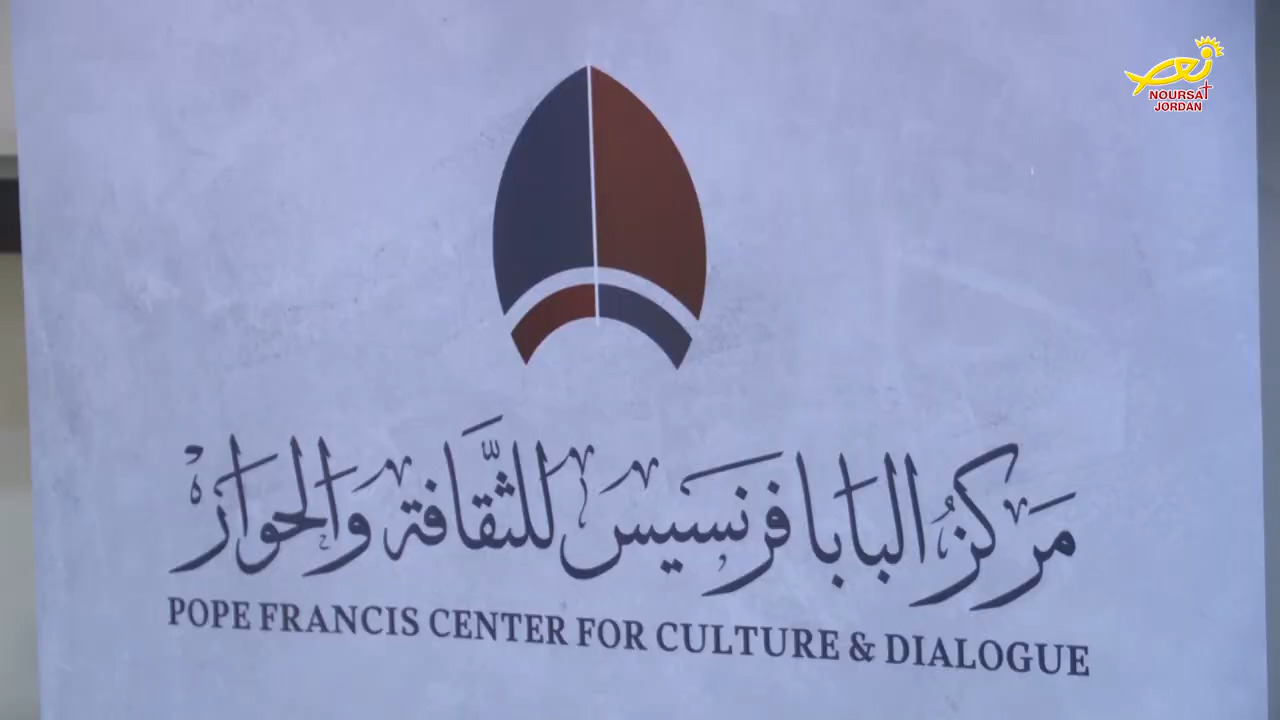 NOURSAT
JORDAN
مركز البابا فرنسيس للثقافة والحوار
POPE FRANCIS CENTER FOR CULTURE & DIALOGUE